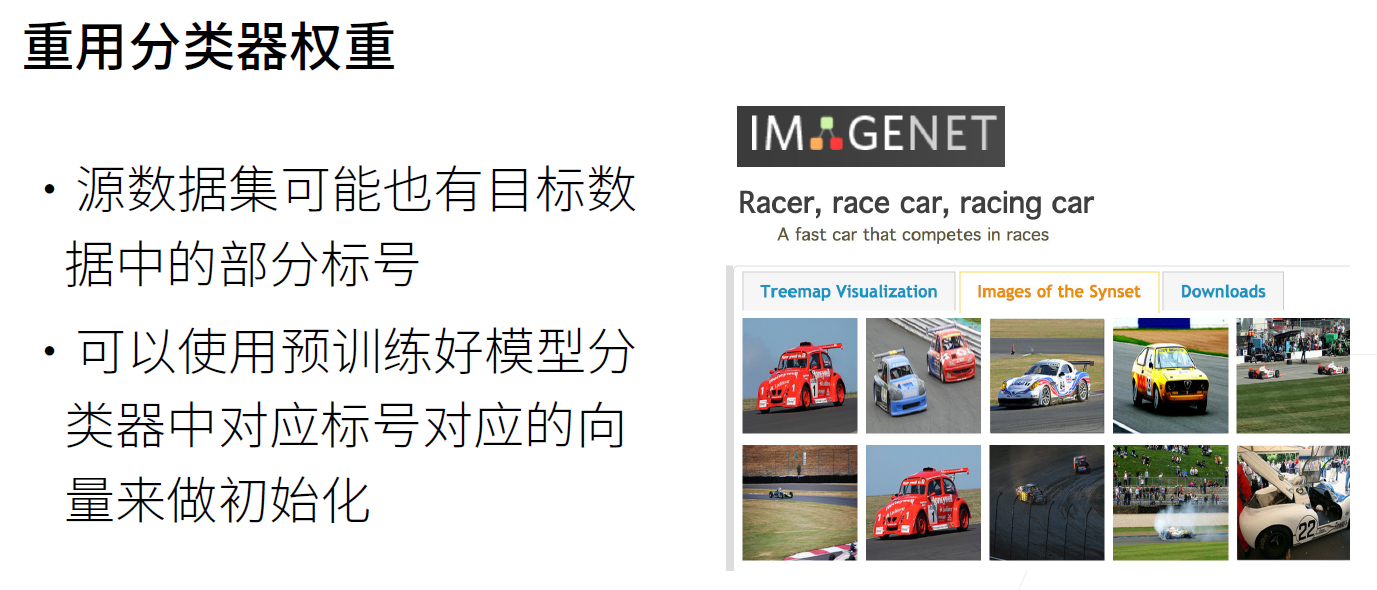 重用分类器权重
• 源数据集可能也有目标数
据中的部分标号
• 可以使用预训练好模型分
类器中对应标号对应的向
量来做初始化
IMAGENET
Racer, race car, racing car
A fast car that competes in races
Treemap Visualization Images of the Synset Downloads
Honeywell
1
22